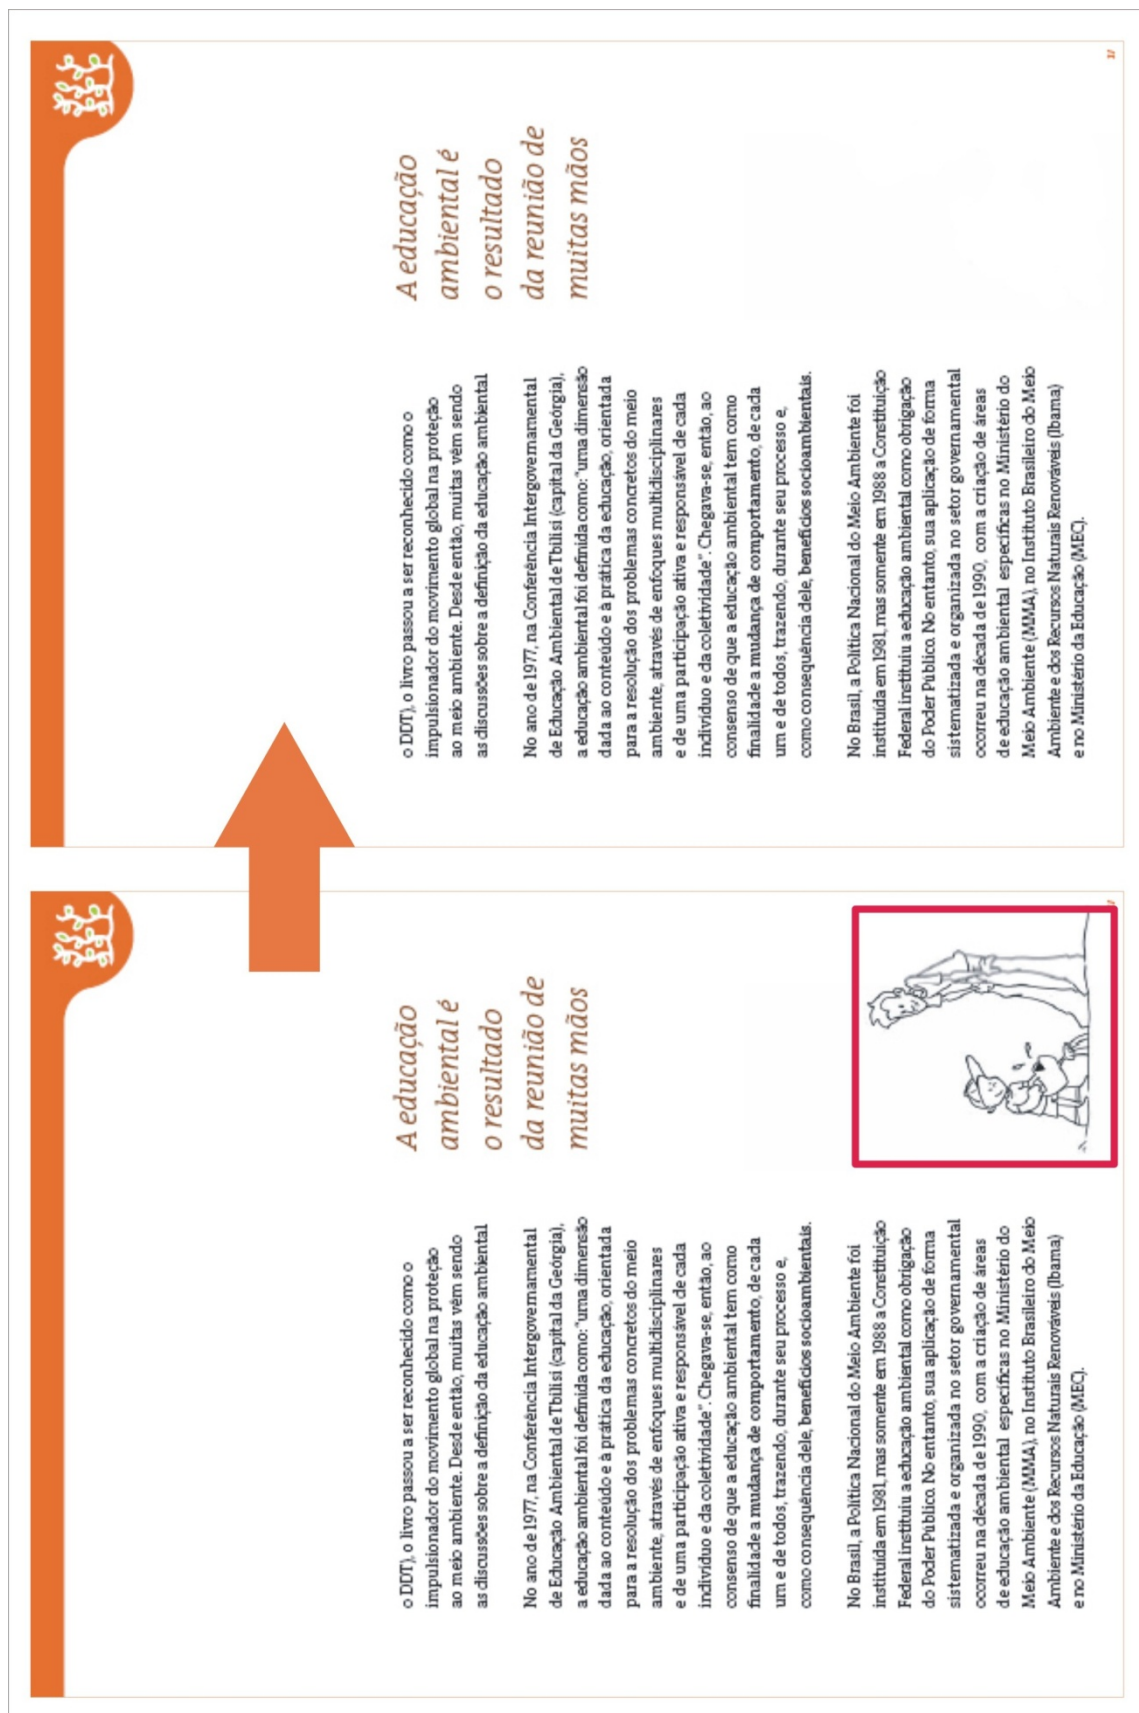 o DDT), o livro passou a ser reconhecido como o
impulsionador do movimento global na proteção
ao meio ambiente. Desde então, muitas vêm sendo
as discussões sobre a definição da educação ambiental
No ano de 1977, na Conferência Intergovernamental
de Educação Ambiental de Tbilisi (capital da Geórgia),
a educação ambiental foi definida como: "uma dimensão
dada ao conteúdo e à prática da educação, orientada
para a resolução dos problemas concretos do meio
ambiente, através de enfoques multidisciplinares
e de uma participação ativa e responsável de cada
indivíduo e da coletividade". Chegava-se, então, ao
consenso de que a educação ambiental tem como
finalidade a mudança de comportamento, de cada
um e de todos, trazendo, durante seu processo e,
como consequência dele, benefícios socioambientais.
No Brasil, a Política Nacional do Meio Ambiente foi
instituída em 1981, mas somente em 1988 a Constituição
Federal instituiu a educação ambiental como obrigação
do Poder Público. No entanto, sua aplicação de forma
sistematizada e organizada no setor governamental
ocorreu na década de 1990, com a criação de áreas
de educação ambiental específicas no Ministério do
Meio Ambiente (MMA), no Instituto Brasileiro do Meio
Ambiente e dos Recursos Naturais Renováveis (Ibama)
e no Ministério da Educação (MEC).
A educação
ambiental é
o resultado
da reunião de
muitas mãos
o DDT), o livro passou a ser reconhecido como o
impulsionador do movimento global na proteção
ao meio ambiente. Desde então, muitas vêm sendo
as discussões sobre a definição da educação ambiental
No ano de 1977, na Conferência Intergovernamental
de Educação Ambiental de Tbilisi (capital da Geórgia),
a educação ambiental foi definida como: "uma dimensão
dada ao conteúdo e à prática da educação, orientada
para a resolução dos problemas concretos do meio
ambiente, através de enfoques multidisciplinares
e de uma participação ativa e responsável de cada
indivíduo e da coletividade". Chegava-se, então, ao
consenso de que a educação ambiental tem como
finalidade a mudança de comportamento, de cada
um e de todos, trazendo, durante seu processo e,
como consequência dele, benefícios socioambientais.
No Brasil, a Política Nacional do Meio Ambiente foi
instituída em 1981, mas somente em 1988 a Constituição
Federal instituiu a educação ambiental como obrigação
do Poder Público. No entanto, sua aplicação de forma
sistematizada e organizada no setor governamental
ocorreu na década de 1990, com a criação de áreas
de educação ambiental específicas no Ministério do
Meio Ambiente (MMA), no Instituto Brasileiro do Meio
Ambiente e dos Recursos Naturais Renováveis (Ibama)
e no Ministério da Educação (MEC).
A educação
ambiental é
o resultado
da reunião de
muitas mãos